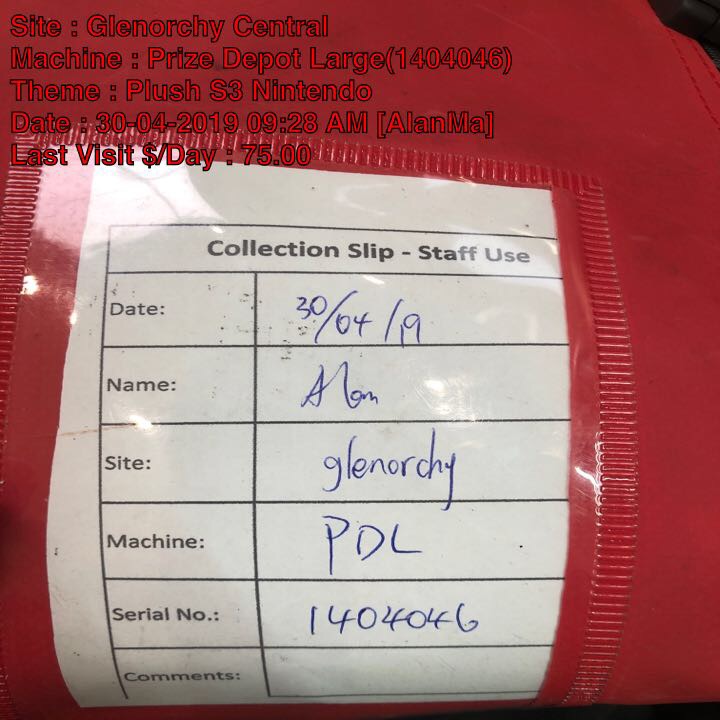 Site : Glenorchy Central
Machine : Prize Depot Large(1404046)
Theme : Plush S3 Nintendo
Date : 30-04-2019 09:28 AM [AlanMa]
Last Visit $/Day : 75.00
Collection Slip - Staff Use
Date: 30/04/19
Name: Alan
Site: glenorchy
Machine: PDL
Serial No.: 1404046
Comments: